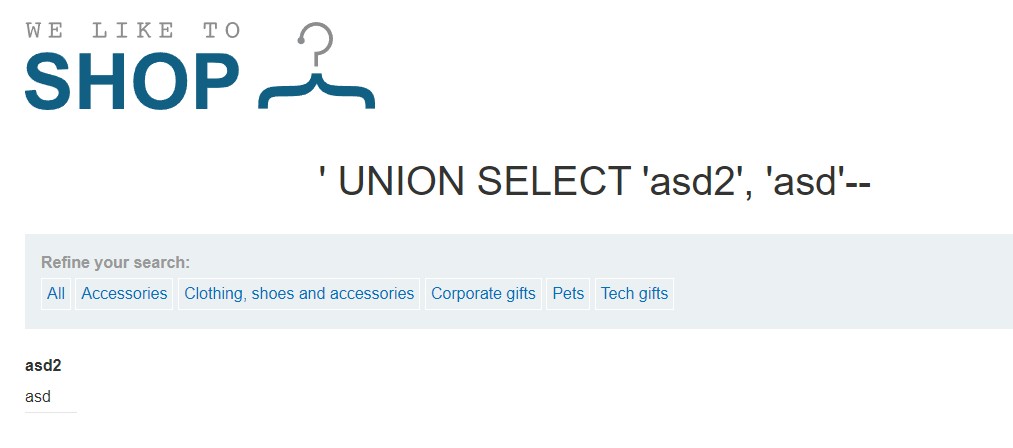 WE LIKE TO
SHOP
' UNION SELECT 'asd2', 'asd'--
Refine your search:
All Accessories Clothing, shoes and accessories Corporate gifts Pets Tech gifts
asd2
asd